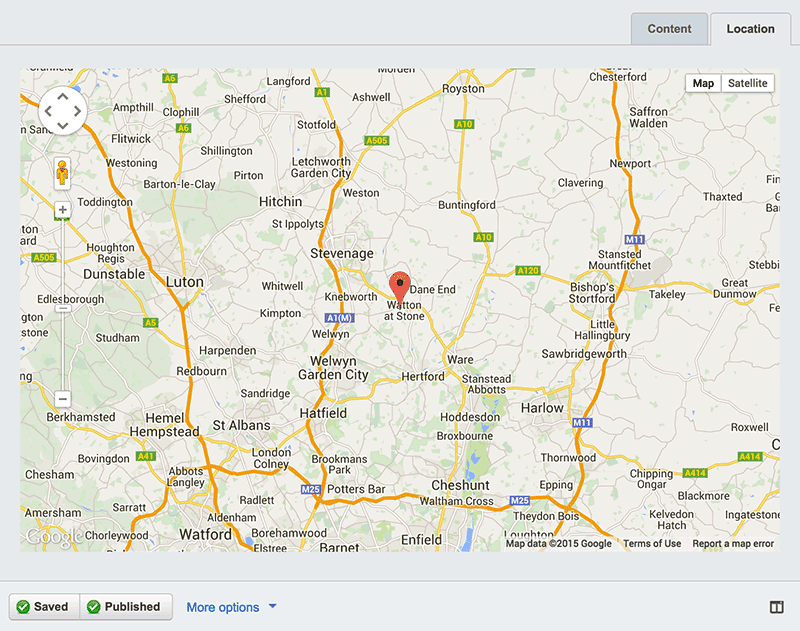 Content
Location
Morden
Langford
A6
Chesterford
Royston
Map
Satellite
A1
Ashwell
Shefford
Ampthill
Clophill
Saffron
Walden
A6
Stotfold
A10
Flitwick
A505
Shillington
Letchworth
Garden City
Westoning
Newport
Pirton
Barton-le-Clay
Clavering
Weston
Thaxted
Toddington
Hitchin
Buntingford
St Ippolyts
A10
M11
Houghton
Regis
Stevenage
Stansted
Mountfitchet
A505
Dunstable
A120
Luton
Whitwell
Dane End
Bishop's
Stortford
Great
Dunmow
Edlesborough
Knebworth
Takeley
Watton
at Stone
Kimpton
A1(M)
A5
Little
Hallingbury
Studham
Welwyn
Harpenden
Sawbridgeworth
Welwyn
Garden City
Ware
Redbourn
Hertford
Stanstead
Abbotts
Sandridge
Harlow
Hatfield
Berkhamsted
Hemel
Hempstead
St Albans
Hoddesdon
M11
Roxwell
Broxbourne
London
Colney
Bovingdon
A41
Brookmans
Park
Thornwood
A414
Abbots
Langley
Chipping
Ongar
A414
Chesham
Cheshunt
Epping
M25
Potters Bar
Blackmore
Radlett
Waltham Cross
M25
Sarratt
Amersham
Aldenham
Theydon Bois
Kelvedon
Hatch
Ingatestone
Google
Chorleywood
Watford
Borehamwood
Enfield
Loughton
Elstree
Barnet
Map data ©2015 Google
Terms of Use
Report a map error
Saved
Published
More options